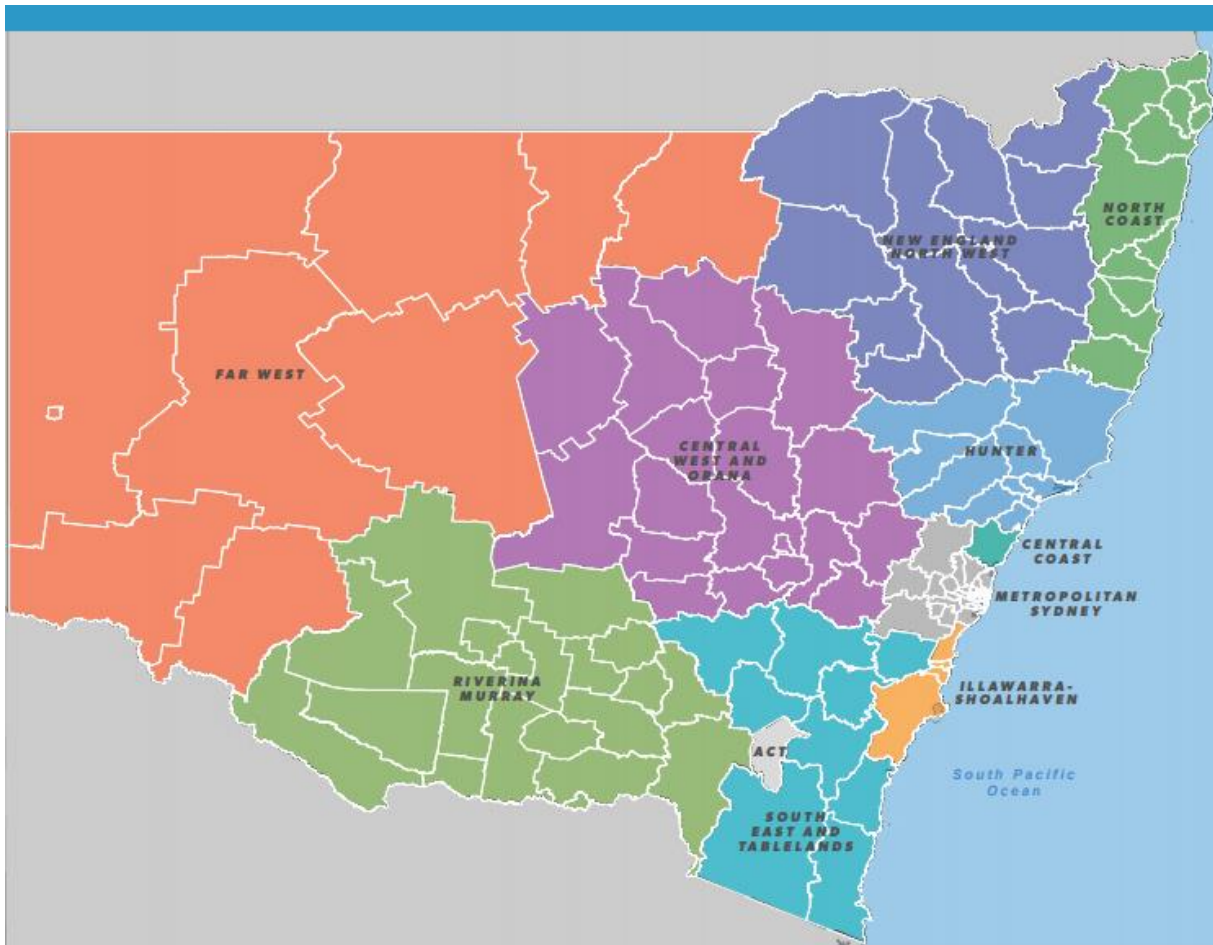 NORTH
COAST
NEW ENGLAND
NORTH WEST
FAR WEST
CENTRAL
WEST AND
ORANA
HUNTER
CENTRAL
COAST
METROPOLITAN
SYDNEY
RIVERINA
MURRAY
ILLAWARRA-
SHOALHAVEN
ACT
South Pacific
Ocean
SOUTH
EAST AND
TABLELANDS